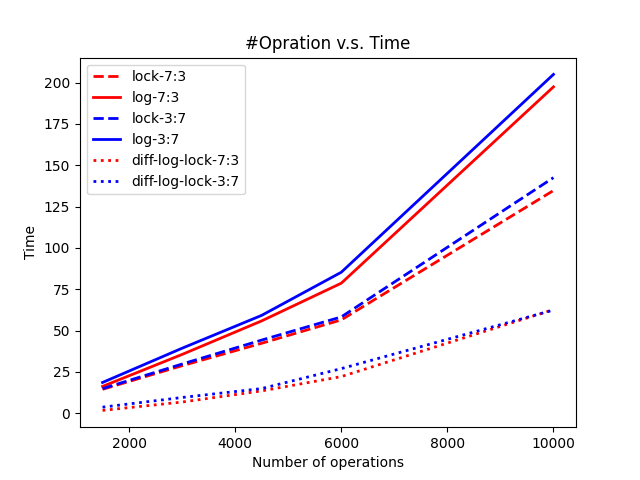 #Opration v.s. Time
lock-7:3
log-7:3
lock-3:7
log-3:7
diff-log-lock-7:3
diff-log-lock-3:7
200
175
150
125
100
75
50
25
0
Time
2000 4000 6000 8000 10000
Number of operations